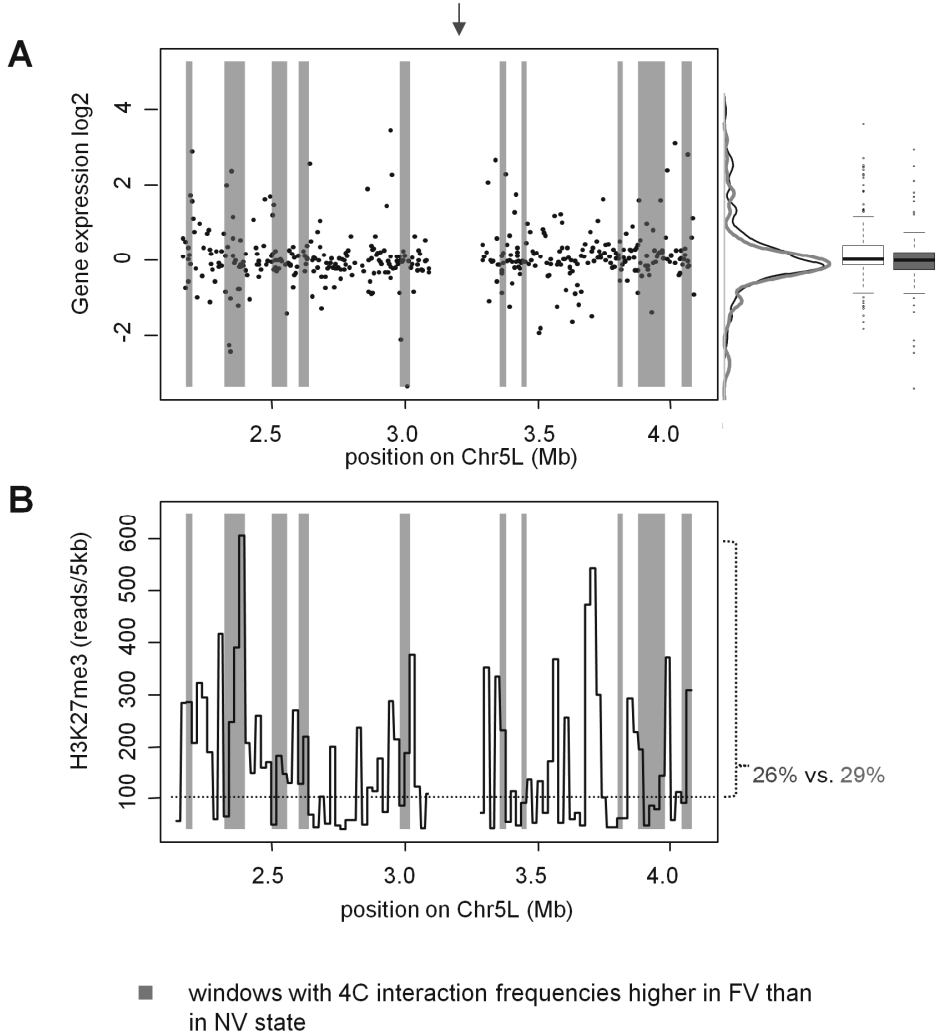 A
Gene expression log2
4
2
0
-2
2.5 3.0 3.5 4.0
position on Chr5L (Mb)
B
H3K27me3 (reads/5kb)
600
500
400
300
200
100
26% vs. 29%
2.5 3.0 3.5 4.0
position on Chr5L (Mb)
windows with 4C interaction frequencies higher in FV than
in NV state